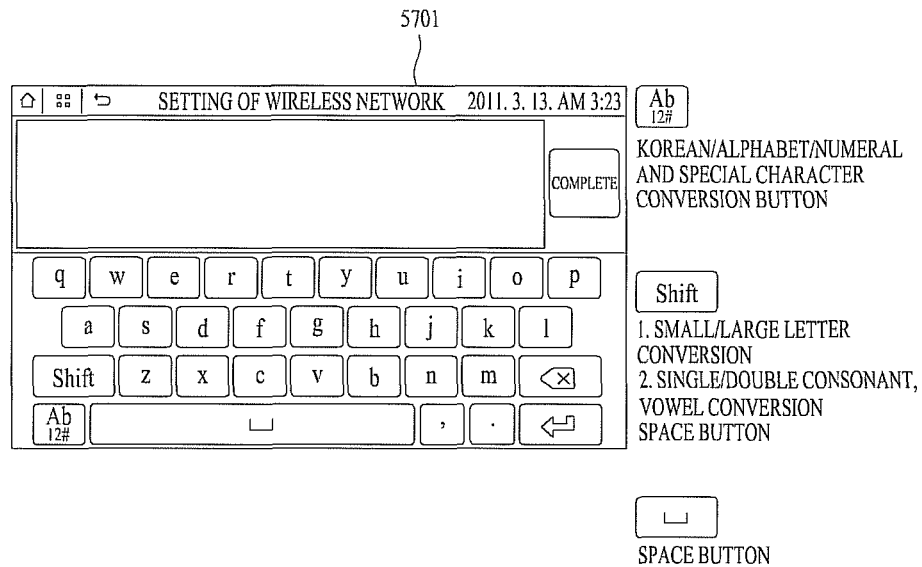 5701
SETTING OF WIRELESS NETWORK 2011. 3. 13. AM 3:23
COMPLETE
q w e r t y u i o p
a s d f g h j k l
Shift z x c v b n m
Ab
12#
, .
Ab
12#
KOREAN/ALPHABET/NUMERAL
AND SPECIAL CHARACTER
CONVERSION BUTTON
Shift
1. SMALL/LARGE LETTER
CONVERSION
2. SINGLE/DOUBLE CONSONANT,
VOWEL CONVERSION
SPACE BUTTON
SPACE BUTTON